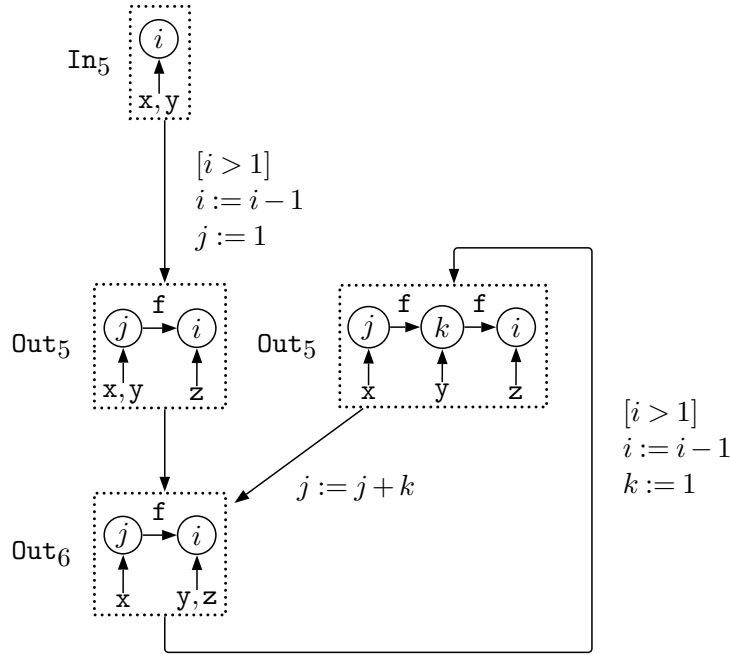 i
In5
x, y
[i > 1]
i := i − 1
j := 1
f
j i
Out5
x, y z
f f
j k i
Out5
x y z
[i > 1]
i := i − 1
k := 1
j := j + k
f
j i
Out6
x y, z